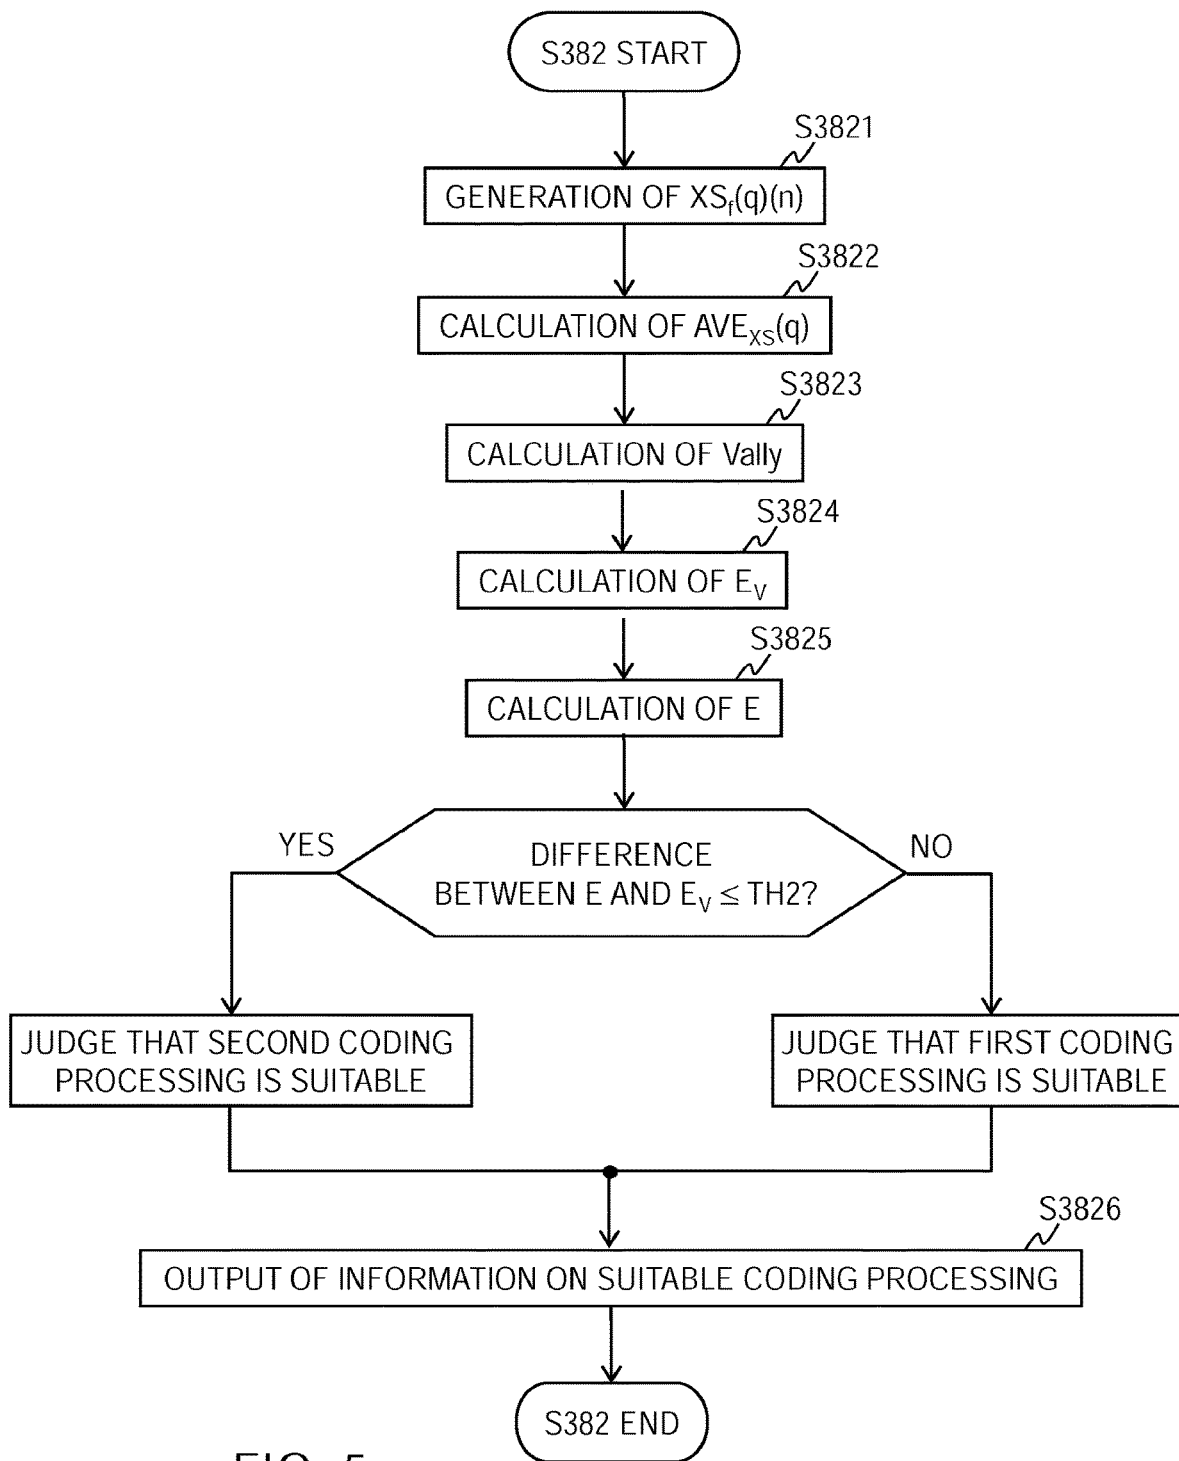 S382 START
S3821
GENERATION OF XSf(q)(n)
S3822
CALCULATION OF AVEXS(q)
S3823
CALCULATION OF Vally
S3824
CALCULATION OF EV
S3825
CALCULATION OF E
YES
DIFFERENCE
BETWEEN E AND EV ≦ TH2?
NO
JUDGE THAT SECOND CODING
PROCESSING IS SUITABLE
JUDGE THAT FIRST CODING
PROCESSING IS SUITABLE
S3826
OUTPUT OF INFORMATION ON SUITABLE CODING PROCESSING
S382 END
FIG. 5